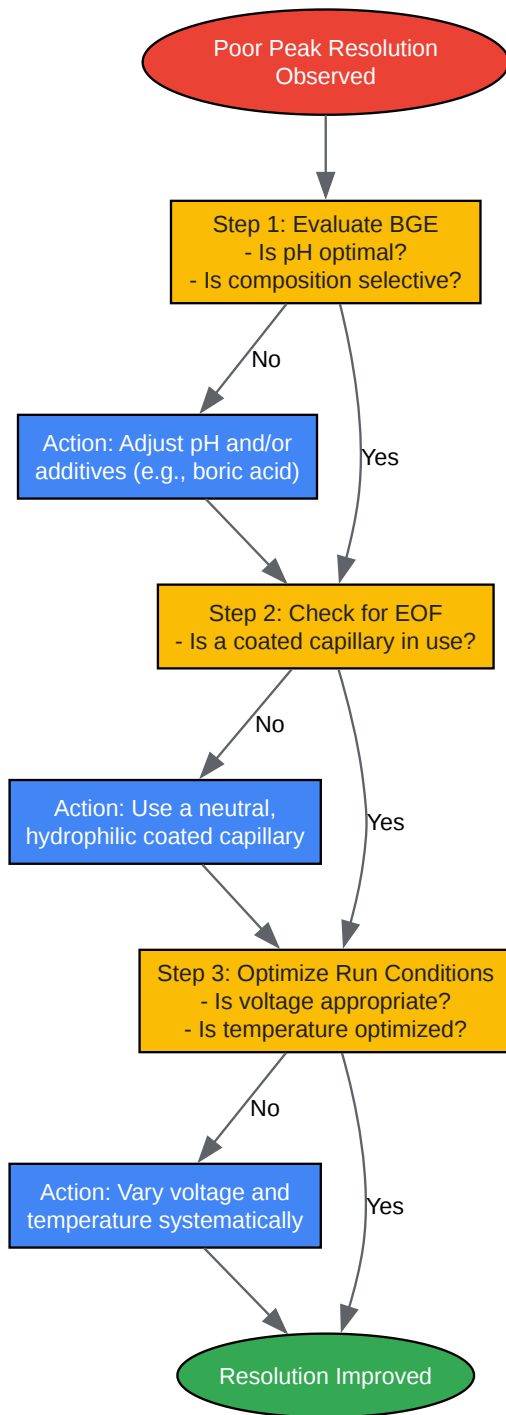 Poor Peak Resolution
Observed
Step 1: Evaluate BGE
- Is pH optimal?
- Is composition selective?
No
Action: Adjust pH and/or
additives (e.g., boric acid)
Yes
Step 2: Check for EOF
- Is a coated capillary in use?
No
Action: Use a neutral,
hydrophilic coated capillary
Yes
Step 3: Optimize Run Conditions
- Is voltage appropriate?
- Is temperature optimized?
No
Action: Vary voltage and
temperature systematically
Yes
Resolution Improved